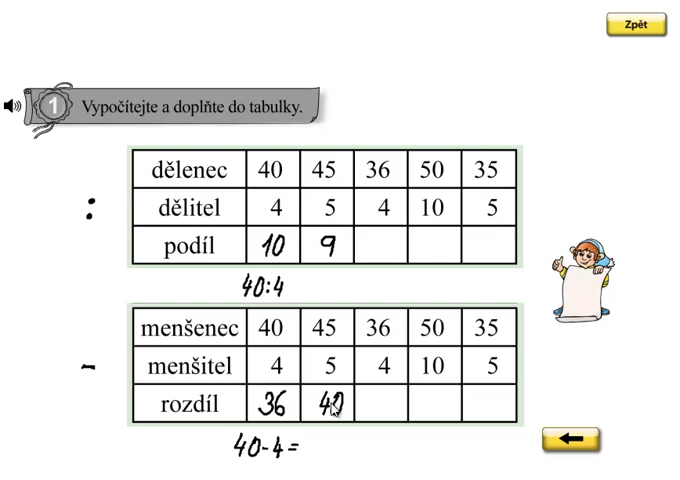 Zpět
1 Vypočítejte a doplňte do tabulky.
dělenec 40 45 36 50 35
: dělitel 4 5 4 10 5
podíl 10 9
40:4
menšenec 40 45 36 50 35
- menšitel 4 5 4 10 5
rozdíl 36 40
40-4=